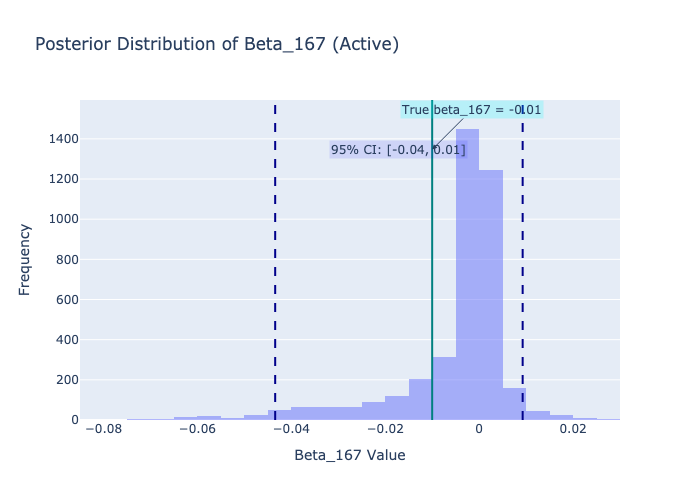 Posterior Distribution of Beta_167 (Active)
True beta_167 = -0.01
95% CI: [-0.04, 0.01]
1400
1200
1000
800
600
400
200
0
Frequency
−0.08
−0.06
−0.04
−0.02
0
0.02
Beta_167 Value